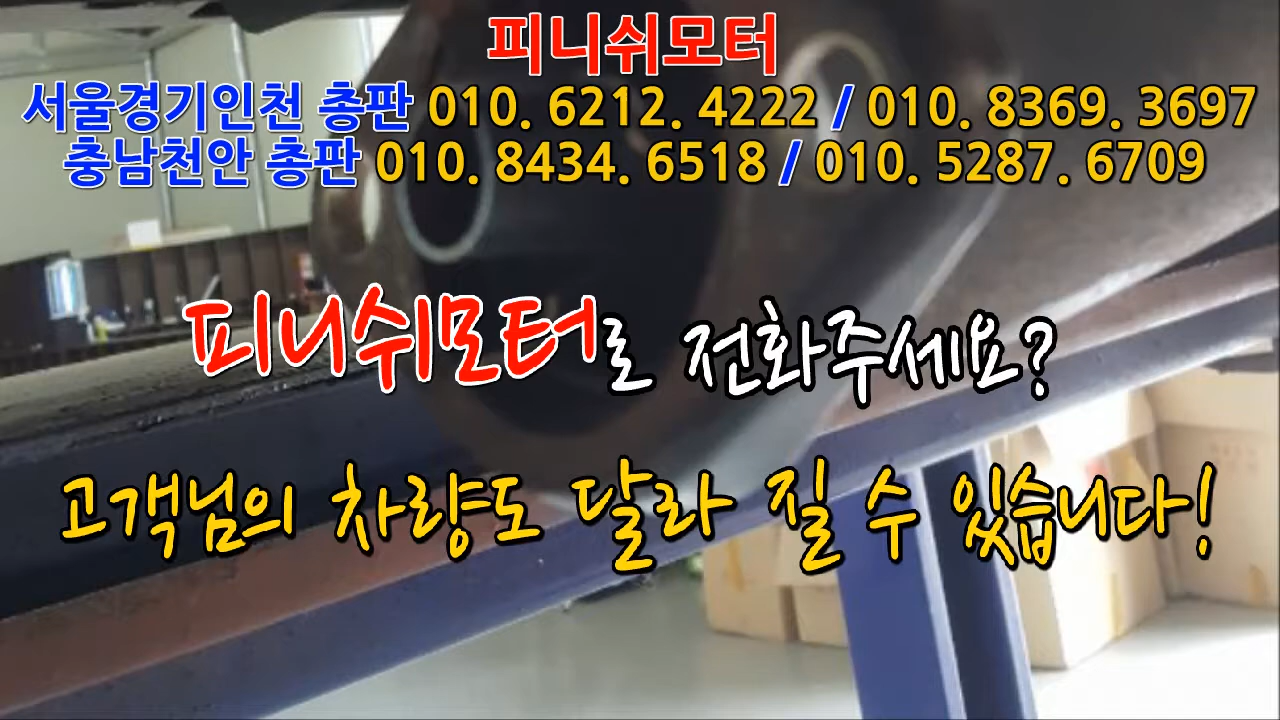 피니쉬모터
서울경기인천 총판 010. 6212. 4222 / 010. 8369. 3697
충남천안 총판 010. 8434. 6518 / 010. 5287. 6709
피니쉬모터로 전화주세요?
고객님의 차량도 달라 질 수 있습니다!